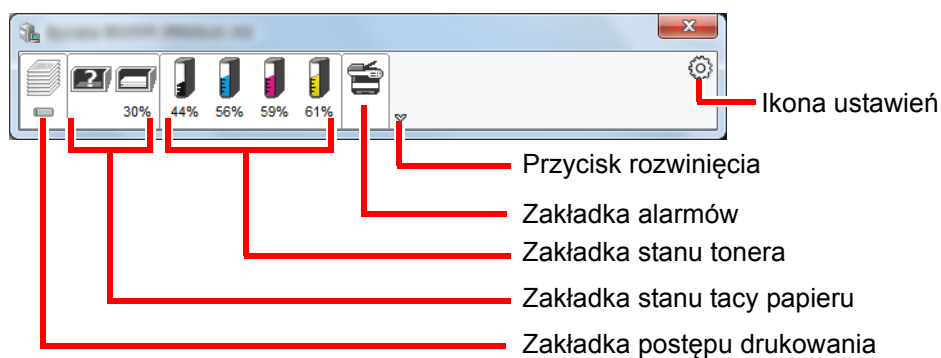 ?
30% 44% 56% 59% 61%
Ikona ustawień
Przycisk rozwinięcia
Zakładka alarmów
Zakładka stanu tonera
Zakładka stanu tacy papieru
Zakładka postępu drukowania